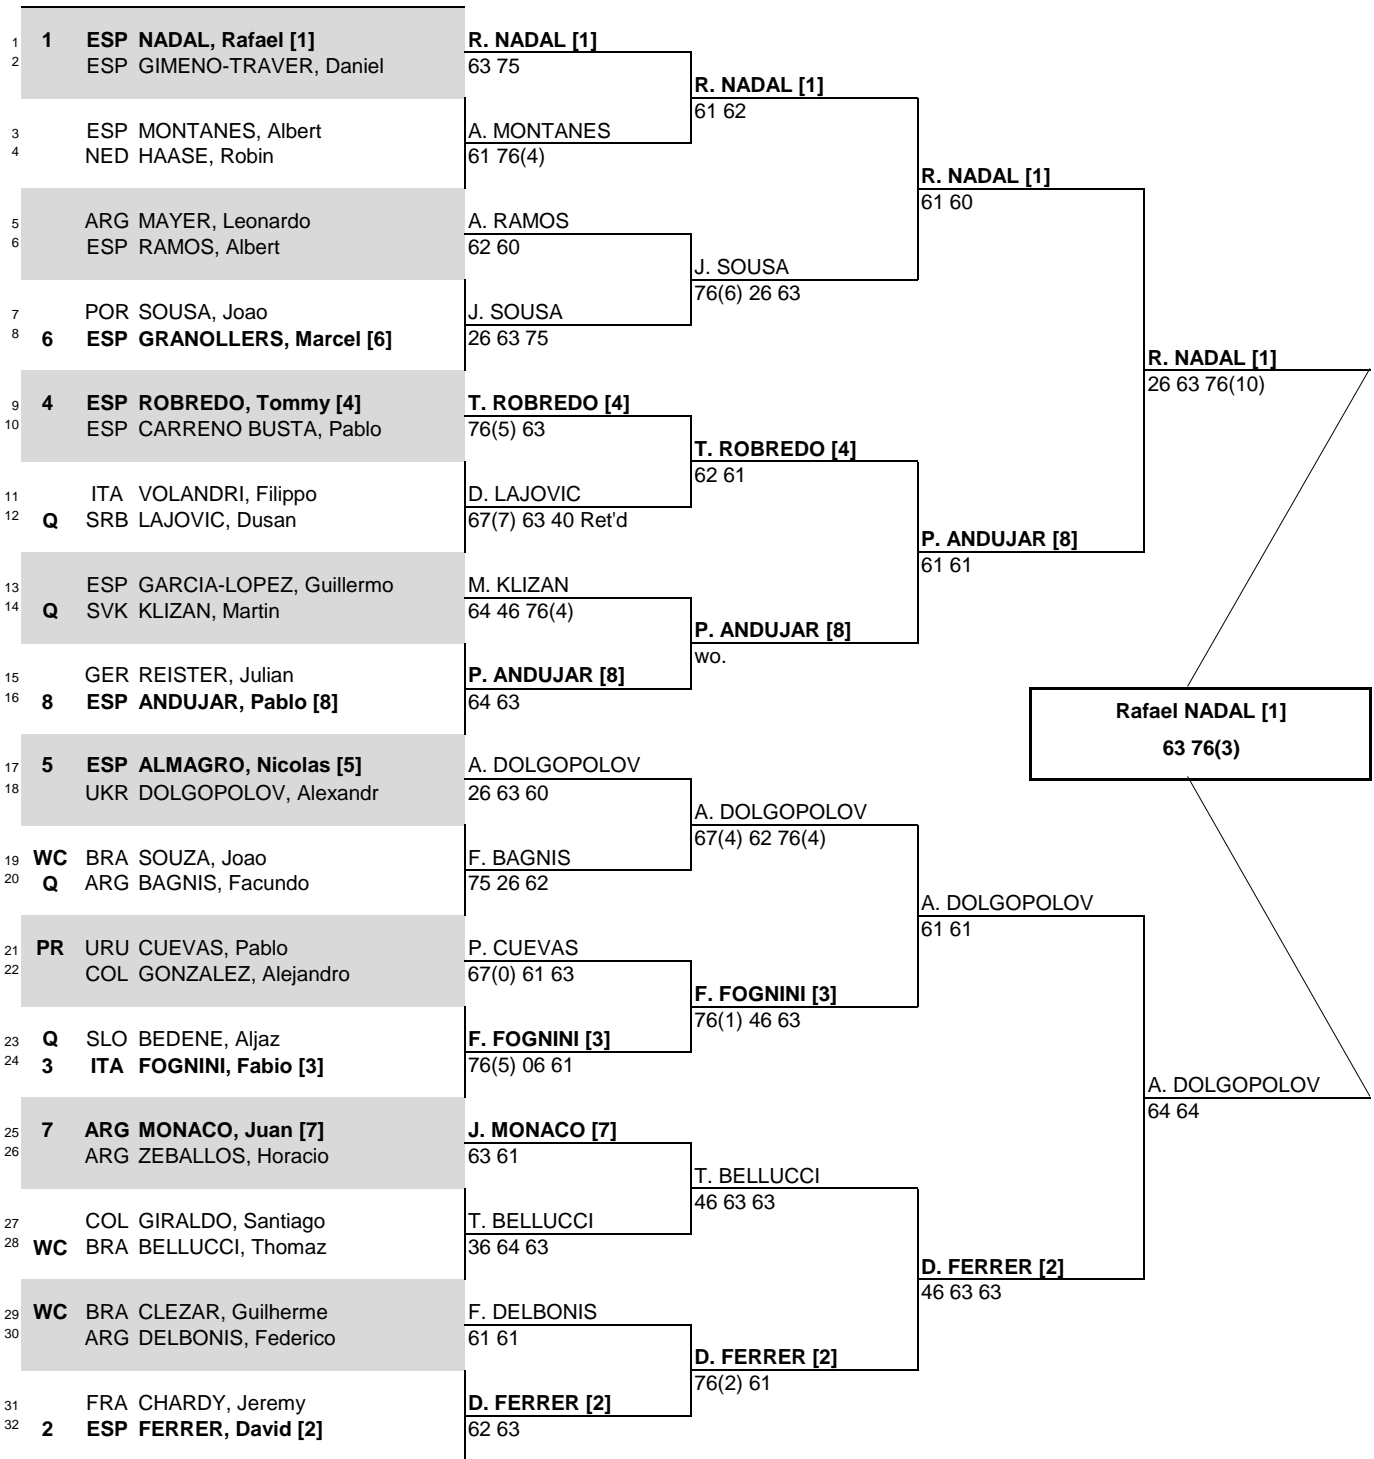 1 1 ESP NADAL, Rafael [1]
2 ESP GIMENO-TRAVER, Daniel
3 ESP MONTANES, Albert
4 NED HAASE, Robin
5 ARG MAYER, Leonardo
6 ESP RAMOS, Albert
7 POR SOUSA, Joao
8 6 ESP GRANOLLERS, Marcel [6]
9 4 ESP ROBREDO, Tommy [4]
10 ESP CARRENO BUSTA, Pablo
11 ITA VOLANDRI, Filippo
12 Q SRB LAJOVIC, Dusan
13 ESP GARCIA-LOPEZ, Guillermo
14 Q SVK KLIZAN, Martin
15 GER REISTER, Julian
16 8 ESP ANDUJAR, Pablo [8]
17 5 ESP ALMAGRO, Nicolas [5]
18 UKR DOLGOPOLOV, Alexandr
19 WC BRA SOUZA, Joao
20 Q ARG BAGNIS, Facundo
21 PR URU CUEVAS, Pablo
22 COL GONZALEZ, Alejandro
23 Q SLO BEDENE, Aljaz
24 3 ITA FOGNINI, Fabio [3]
25 7 ARG MONACO, Juan [7]
26 ARG ZEBALLOS, Horacio
27 COL GIRALDO, Santiago
28 WC BRA BELLUCCI, Thomaz
29 WC BRA CLEZAR, Guilherme
30 ARG DELBONIS, Federico
31 FRA CHARDY, Jeremy
32 2 ESP FERRER, David [2]
R. NADAL [1]
63 75
A. MONTANES
61 76(4)
A. RAMOS
62 60
J. SOUSA
26 63 75
T. ROBREDO [4]
76(5) 63
D. LAJOVIC
67(7) 63 40 Ret'd
M. KLIZAN
64 46 76(4)
P. ANDUJAR [8]
64 63
A. DOLGOPOLOV
26 63 60
F. BAGNIS
75 26 62
P. CUEVAS
67(0) 61 63
F. FOGNINI [3]
76(5) 06 61
J. MONACO [7]
63 61
T. BELLUCCI
36 64 63
F. DELBONIS
61 61
D. FERRER [2]
62 63
R. NADAL [1]
61 62
J. SOUSA
76(6) 26 63
T. ROBREDO [4]
62 61
P. ANDUJAR [8]
wo.
A. DOLGOPOLOV
67(4) 62 76(4)
F. FOGNINI [3]
76(1) 46 63
T. BELLUCCI
46 63 63
D. FERRER [2]
76(2) 61
R. NADAL [1]
61 60
P. ANDUJAR [8]
61 61
A. DOLGOPOLOV
61 61
D. FERRER [2]
46 63 63
R. NADAL [1]
26 63 76(10)
A. DOLGOPOLOV
64 64
Rafael NADAL [1]
63 76(3)